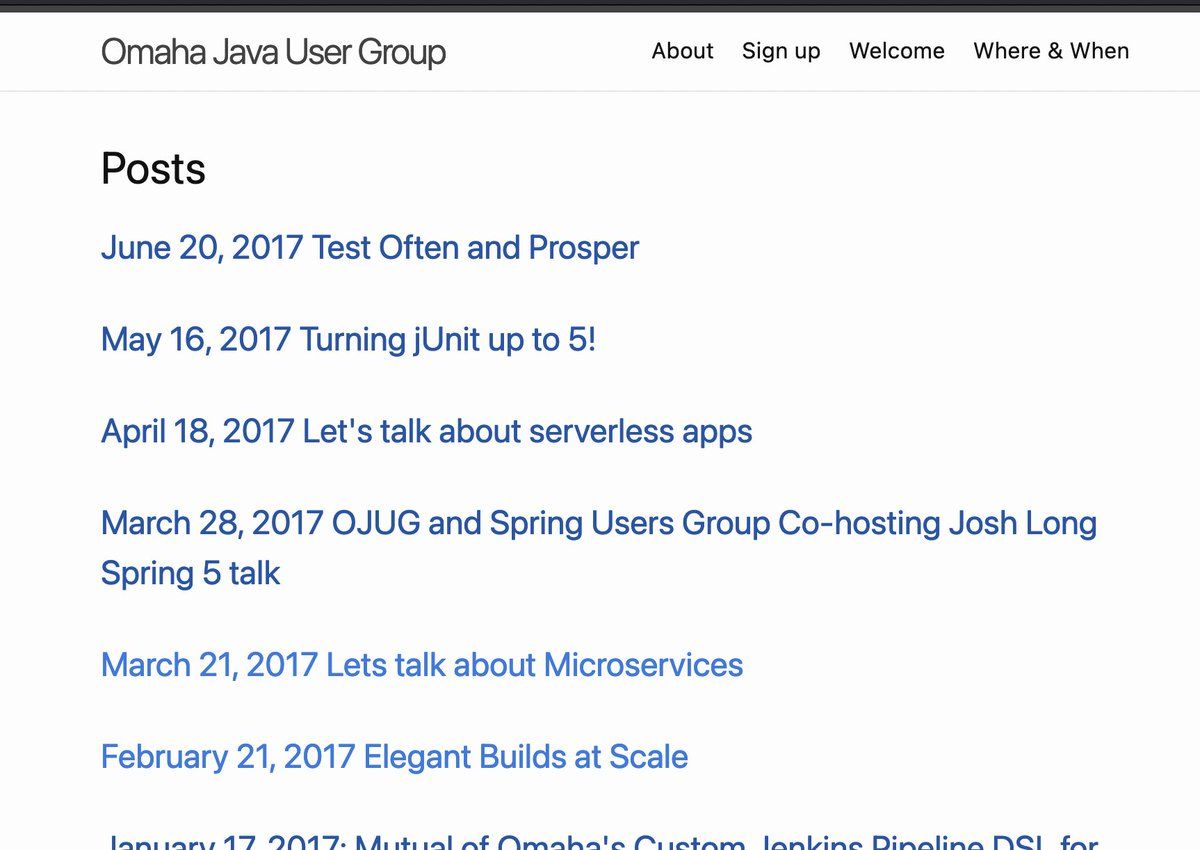 Omaha Java User Group
About Sign up Welcome Where & When
Posts
June 20, 2017 Test Often and Prosper
May 16, 2017 Turning jUnit up to 5!
April 18, 2017 Let's talk about serverless apps
March 28, 2017 OJUG and Spring Users Group Co-hosting Josh Long
Spring 5 talk
March 21, 2017 Lets talk about Microservices
February 21, 2017 Elegant Builds at Scale
January 17, 2017: Mutual of Omaha's Custom Jenkins Pipeline DSL for